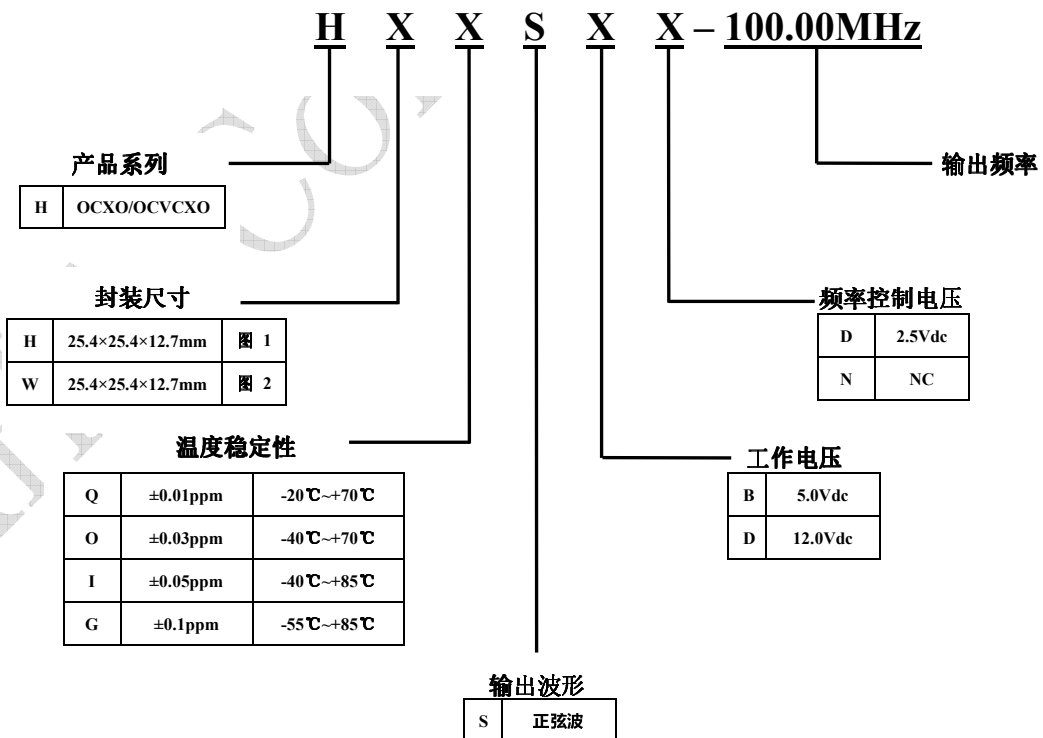 H X X S X X – 100.00MHz
产品系列
H OCXO/OCVCXO
输出频率
封装尺寸
H 25.4×25.4×12.7mm 图 1
W 25.4×25.4×12.7mm 图 2
频率控制电压
D 2.5Vdc
N NC
温度稳定性
Q ±0.01ppm -20℃~+70℃
O ±0.03ppm -40℃~+70℃
I ±0.05ppm -40℃~+85℃
G ±0.1ppm -55℃~+85℃
工作电压
B 5.0Vdc
D 12.0Vdc
输出波形
S 正弦波